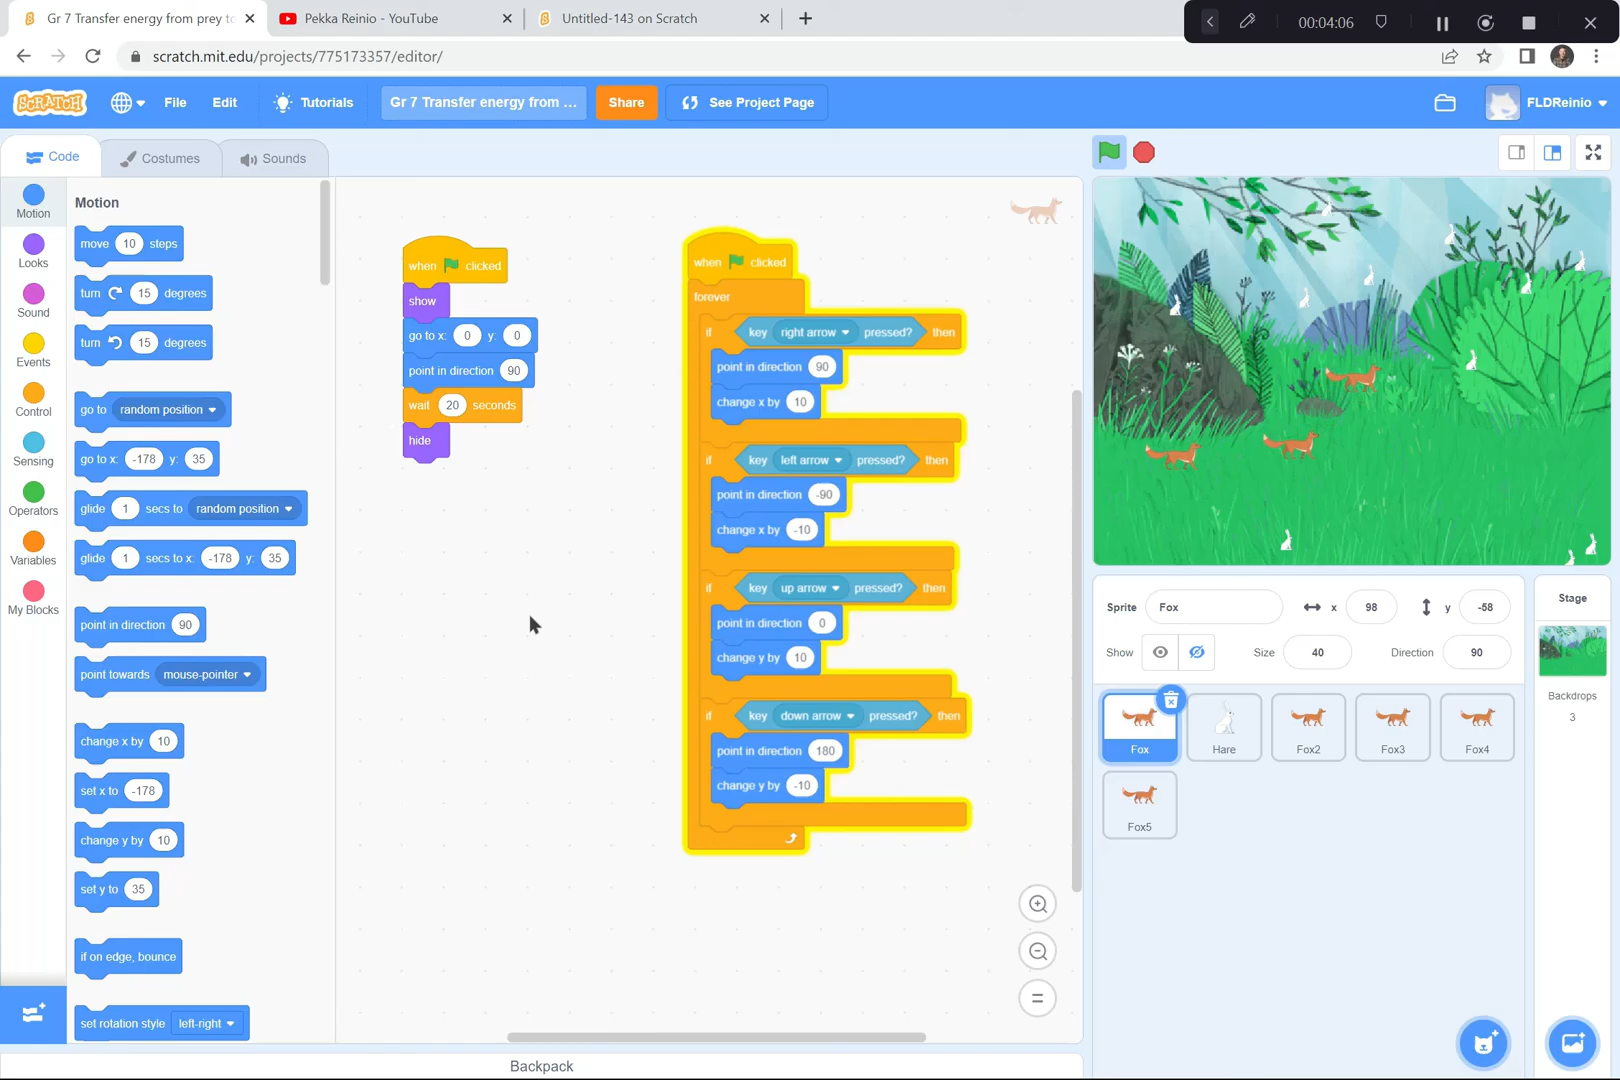 Gr 7 Transfer energy from prey to
Pekka Reinio - YouTube
Untitled-143 on Scratch
00:04:06
scratch.mit.edu/projects/775173357/editor/
SCRATCH
File
Edit
Tutorials
Gr 7 Transfer energy from ...
Share
See Project Page
FLDReinio
Code
Costumes
Sounds
Motion
Looks
Sound
Events
Control
Sensing
Operators
Variables
My Blocks
Motion
move 10 steps
turn 15 degrees
turn 15 degrees
go to random position
go to x: -178 y: 35
glide 1 secs to random position
glide 1 secs to x: -178 y: 35
point in direction 90
point towards mouse-pointer
change x by 10
set x to -178
change y by 10
set y to 35
if on edge, bounce
set rotation style left-right
when clicked
show
go to x: 0 y: 0
point in direction 90
wait 20 seconds
hide
when clicked
forever
if key right arrow pressed? then
point in direction 90
change x by 10
if key left arrow pressed? then
point in direction -90
change x by -10
if key up arrow pressed? then
point in direction 0
change y by 10
if key down arrow pressed? then
point in direction 180
change y by -10
Sprite Fox x 98 y -58
Show Size 40 Direction 90
Fox
Hare
Fox2
Fox3
Fox4
Fox5
Stage
Backdrops
3
Backpack